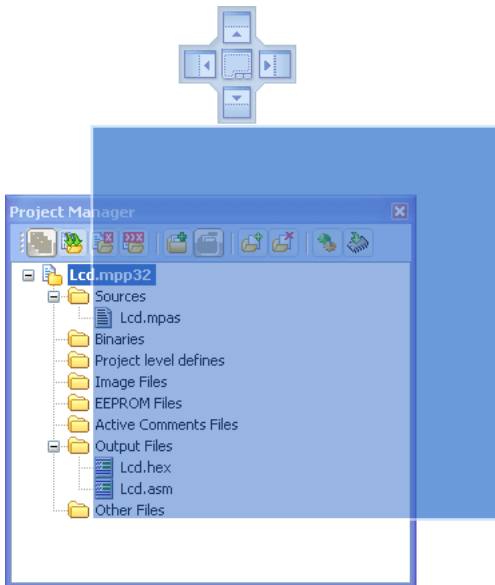 Project Manager
Lcd.mpp32
Sources
Lcd.mpas
Binaries
Project level defines
Image Files
EEPROM Files
Active Comments Files
Output Files
Lcd.hex
Lcd.asm
Other Files